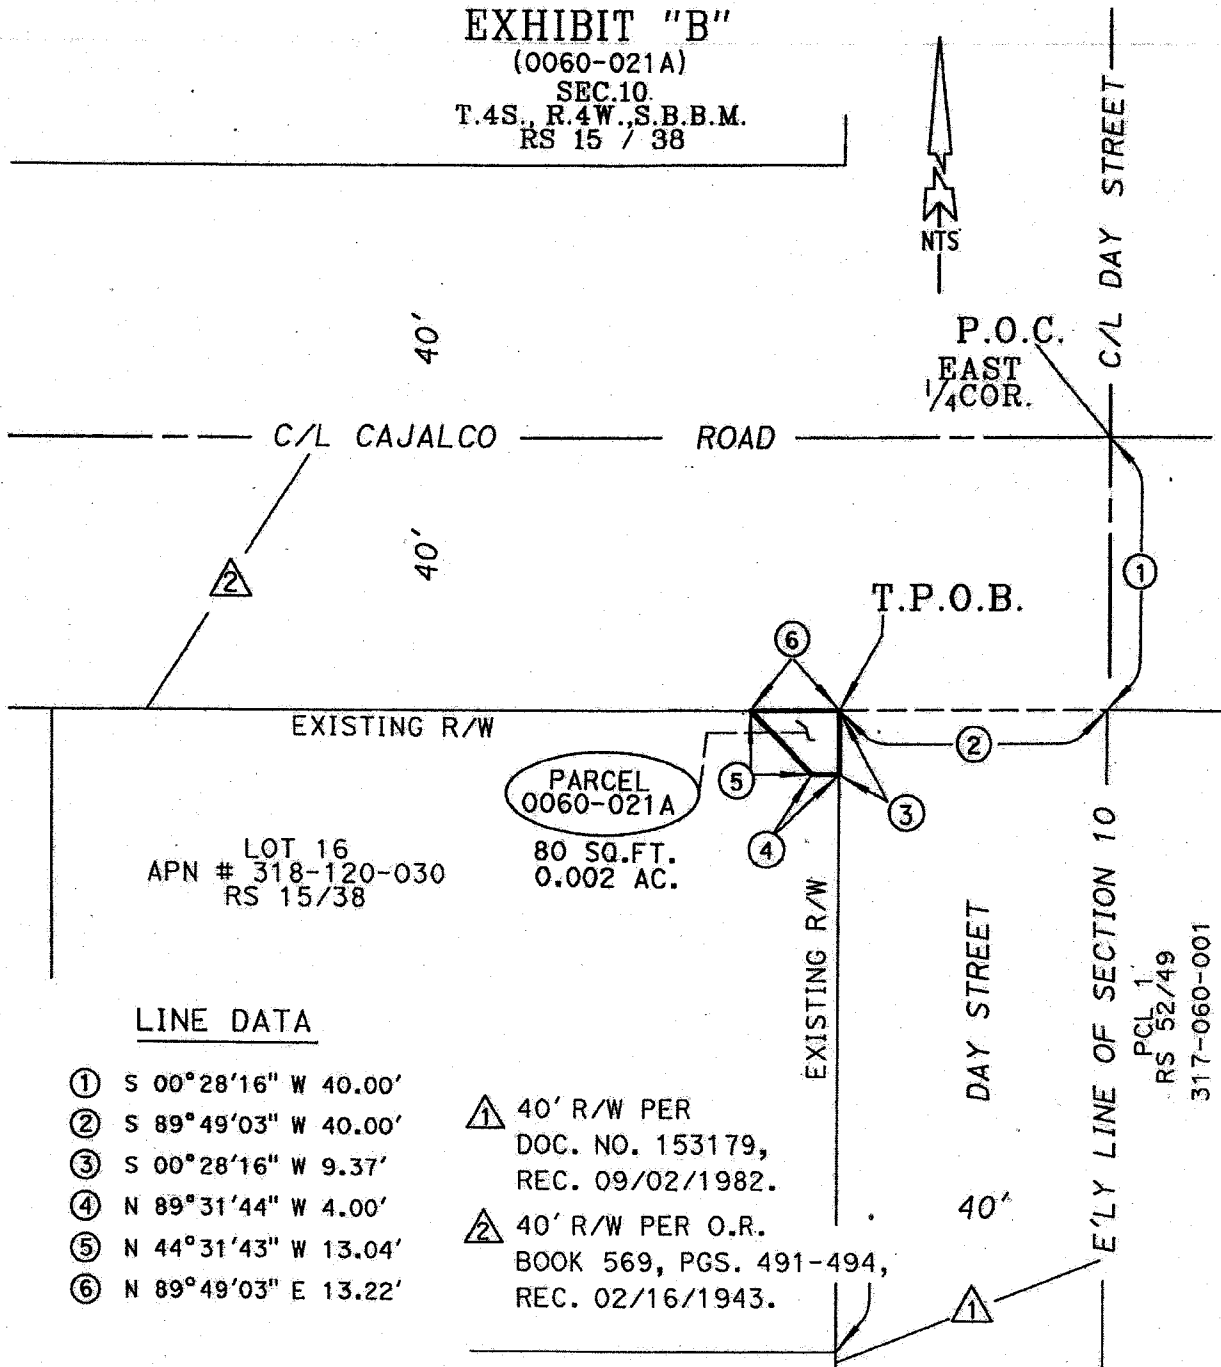 EXHIBIT "B"
(0060-021A)
SEC.10.
T.4S., R.4W.,S.B.B.M.
RS 15 / 38
NTS
C/L DAY STREET
P.O.C.
EAST
1/4 COR.
40'
C/L CAJALCO ROAD
40'
2
1
T.P.O.B.
6
EXISTING R/W
2
PARCEL
0060-021A
5
3
4
80 SQ.FT.
0.002 AC.
LOT 16
APN # 318-120-030
RS 15/38
EXISTING R/W
DAY STREET
40'
E'LY LINE OF SECTION 10
PCL 1
RS 52/49
317-060-001
LINE DATA
1 S 00°28'16" W 40.00'
2 S 89°49'03" W 40.00'
3 S 00°28'16" W 9.37'
4 N 89°31'44" W 4.00'
5 N 44°31'43" W 13.04'
6 N 89°49'03" E 13.22'
1 40' R/W PER
DOC. NO. 153179,
REC. 09/02/1982.
2 40' R/W PER O.R.
BOOK 569, PGS. 491-494,
REC. 02/16/1943.
1